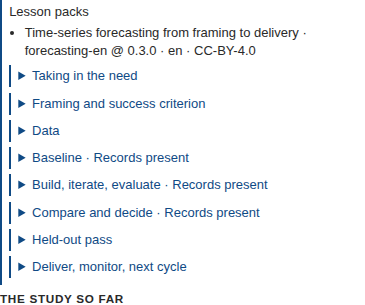 Lesson packs
• Time-series forecasting from framing to delivery ·
forecasting-en @ 0.3.0 · en · CC-BY-4.0
▶ Taking in the need
▶ Framing and success criterion
▶ Data
▶ Baseline · Records present
▶ Build, iterate, evaluate · Records present
▶ Compare and decide · Records present
▶ Held-out pass
▶ Deliver, monitor, next cycle
THE STUDY SO FAR